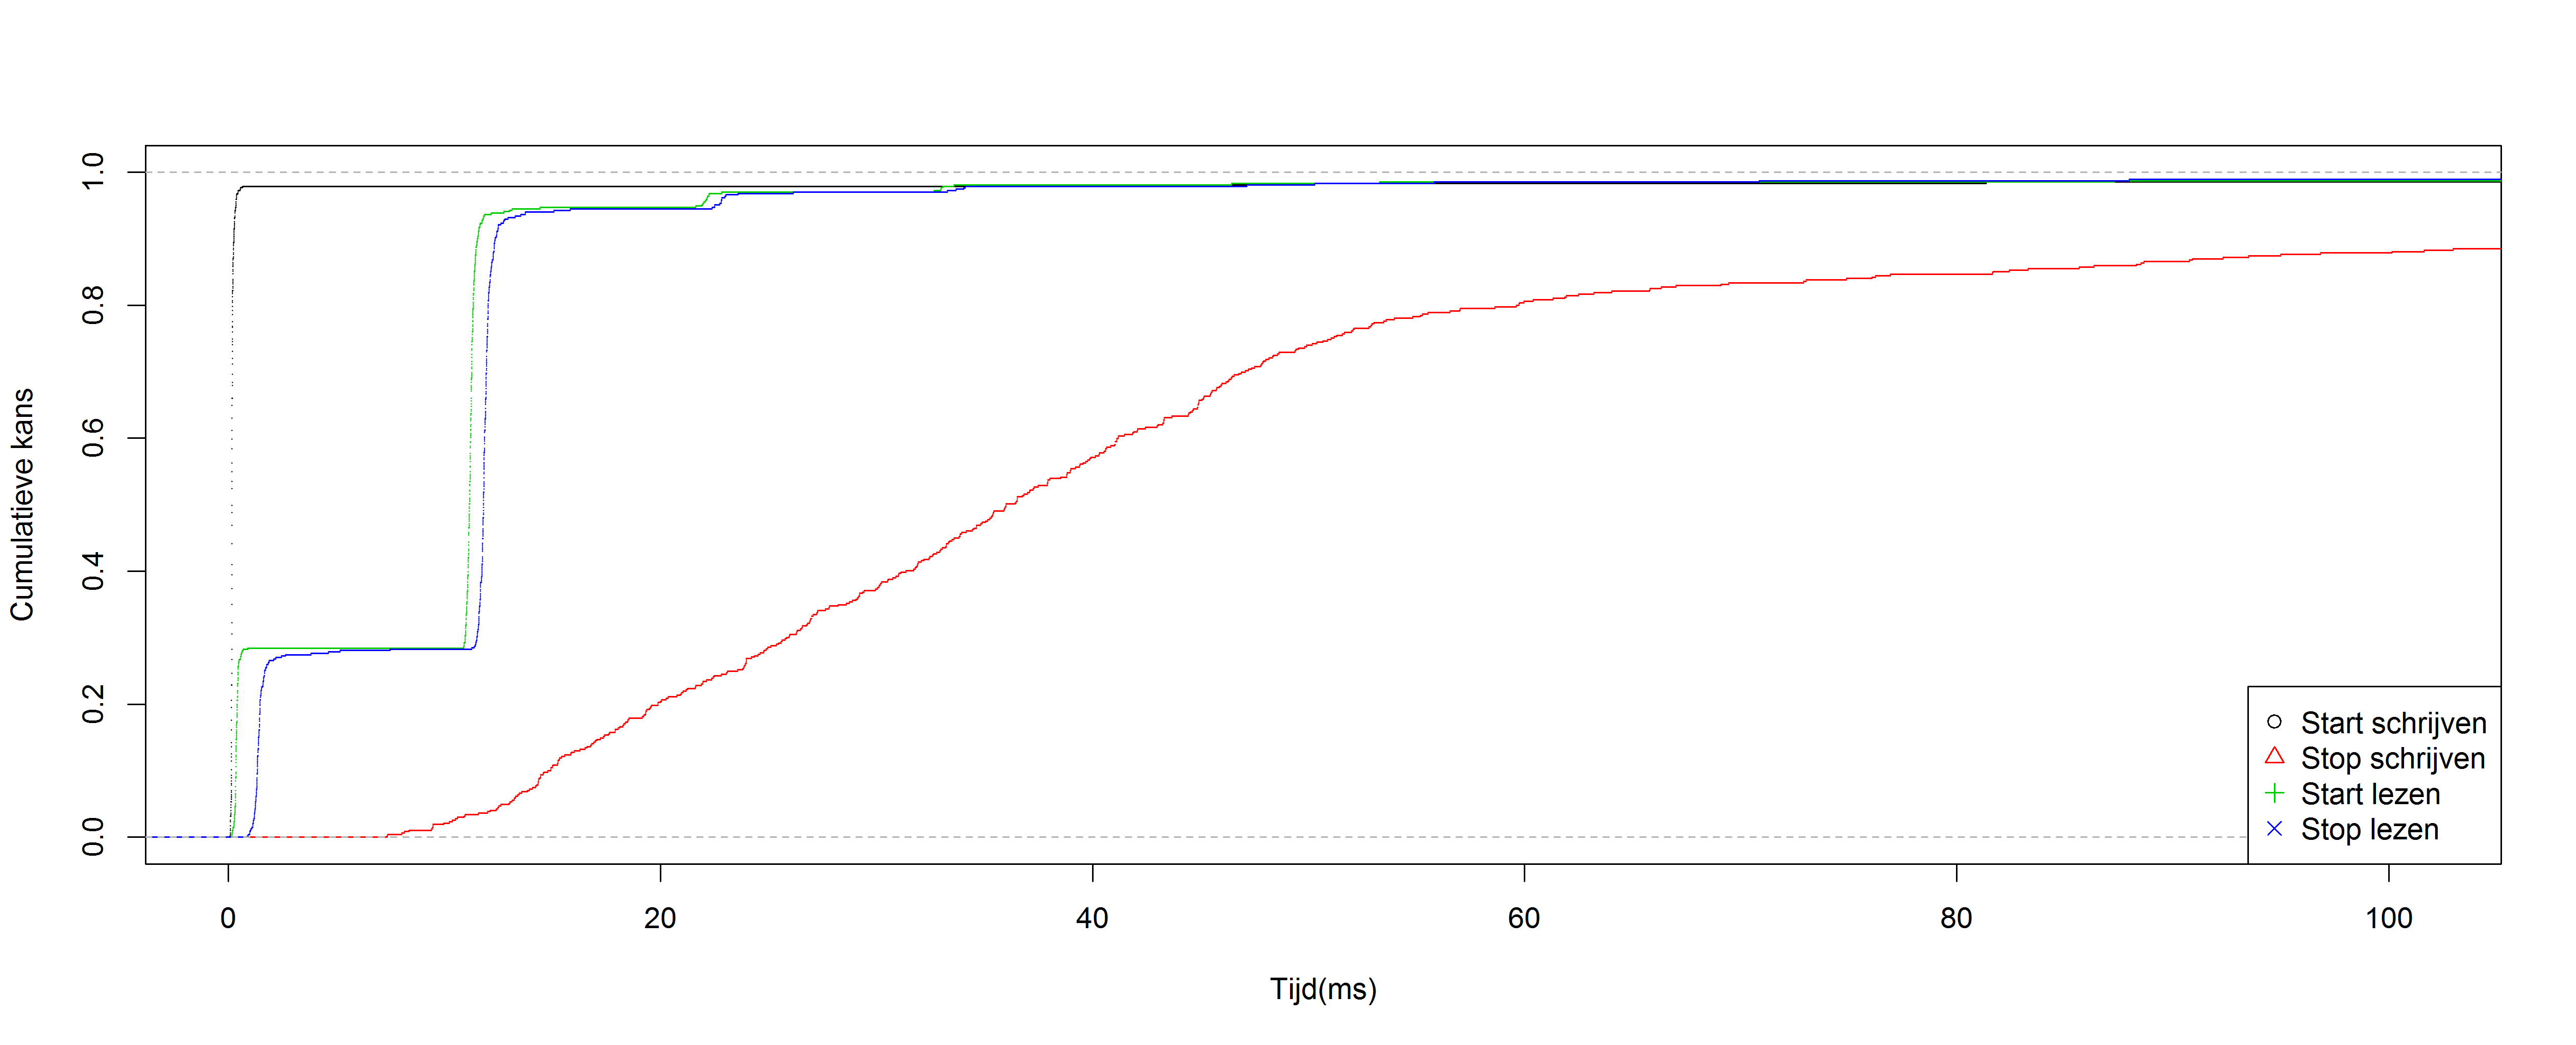 Cumulatieve kans
1.0
0.8
0.6
0.4
0.2
0.0
Start schrijven
Stop schrijven
Start lezen
Stop lezen
0 20 40 60 80 100
Tijd(ms)